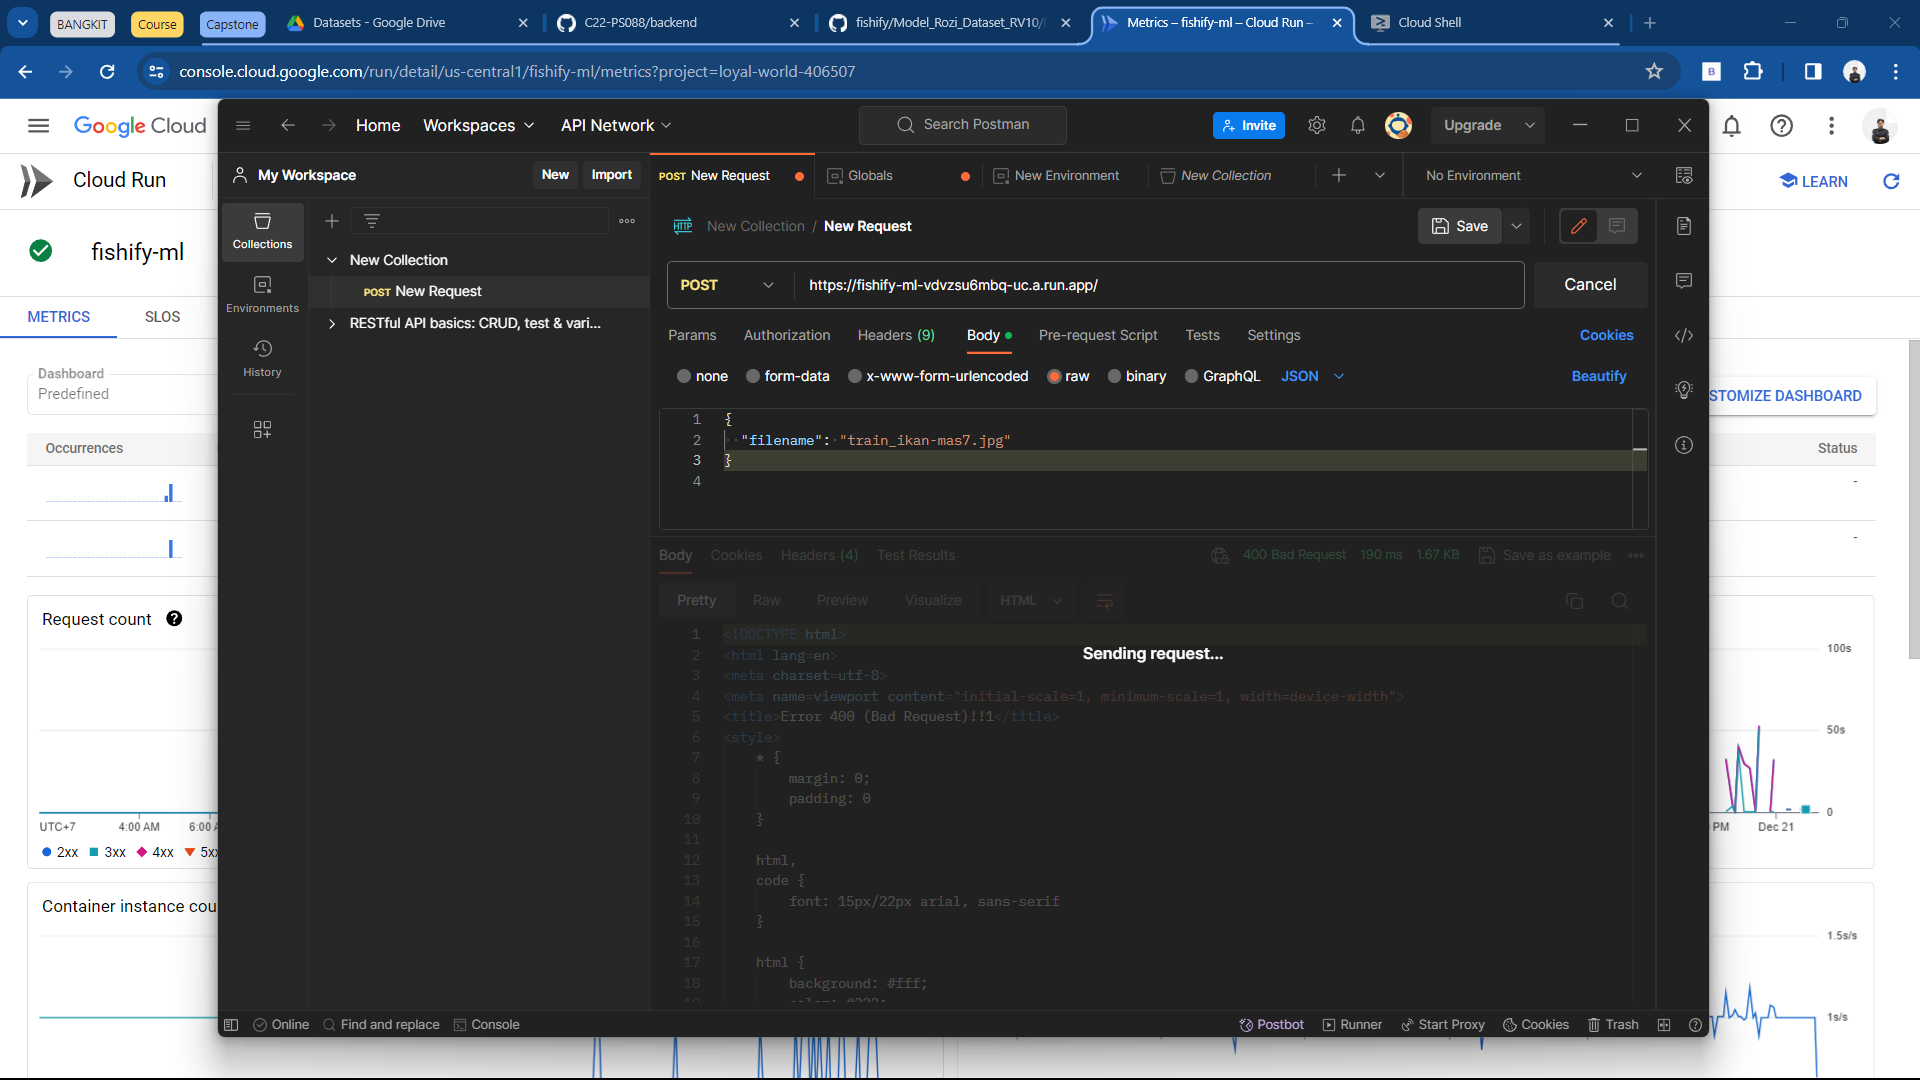 BANGKIT
Course
Capstone
Datasets - Google Drive
C22-PS088/backend
fishify/Model_Rozi_Dataset_RV10/
Metrics – fishify-ml – Cloud Run –
Cloud Shell
console.cloud.google.com/run/detail/us-central1/fishify-ml/metrics?project=loyal-world-406507
Google Cloud
Home
Workspaces
API Network
Search Postman
Invite
Upgrade
Cloud Run
My Workspace
New
Import
POST New Request
Globals
New Environment
New Collection
No Environment
LEARN
Collections
New Collection / New Request
Save
fishify-ml
New Collection
POST New Request
Environments
POST
https://fishify-ml-vdvzsu6mbq-uc.a.run.app/
Cancel
METRICS
SLOS
RESTful API basics: CRUD, test & vari...
Params
Authorization
Headers (9)
Body
Pre-request Script
Tests
Settings
Cookies
History
Dashboard
Predefined
none
form-data
x-www-form-urlencoded
raw
binary
GraphQL
JSON
Beautify
STOMIZE DASHBOARD
1 {
2 "filename": "train_ikan-mas7.jpg"
3 }
4
Occurrences
Status
-
-
Body
Cookies
Headers (4)
Test Results
400 Bad Request
190 ms
1.67 KB
Save as example
Pretty
Raw
Preview
Visualize
HTML
Request count
Sending request...
1 <!DOCTYPE html>
2 <html lang=en>
3 <meta charset=utf-8>
4 <meta name=viewport content="initial-scale=1, minimum-scale=1, width=device-width">
5 <title>Error 400 (Bad Request)!!1</title>
6 <style>
7 * {
8 margin: 0;
9 padding: 0
10 }
11
12 html,
13 code {
14 font: 15px/22px arial, sans-serif
15 }
16
17 html {
18 background: #fff;
19 color: #222;
100s
50s
0
PM
Dec 21
UTC+7
4:00 AM
6:00
2xx
3xx
4xx
5x
Container instance cou
1.5s/s
1s/s
Online
Find and replace
Console
Postbot
Runner
Start Proxy
Cookies
Trash